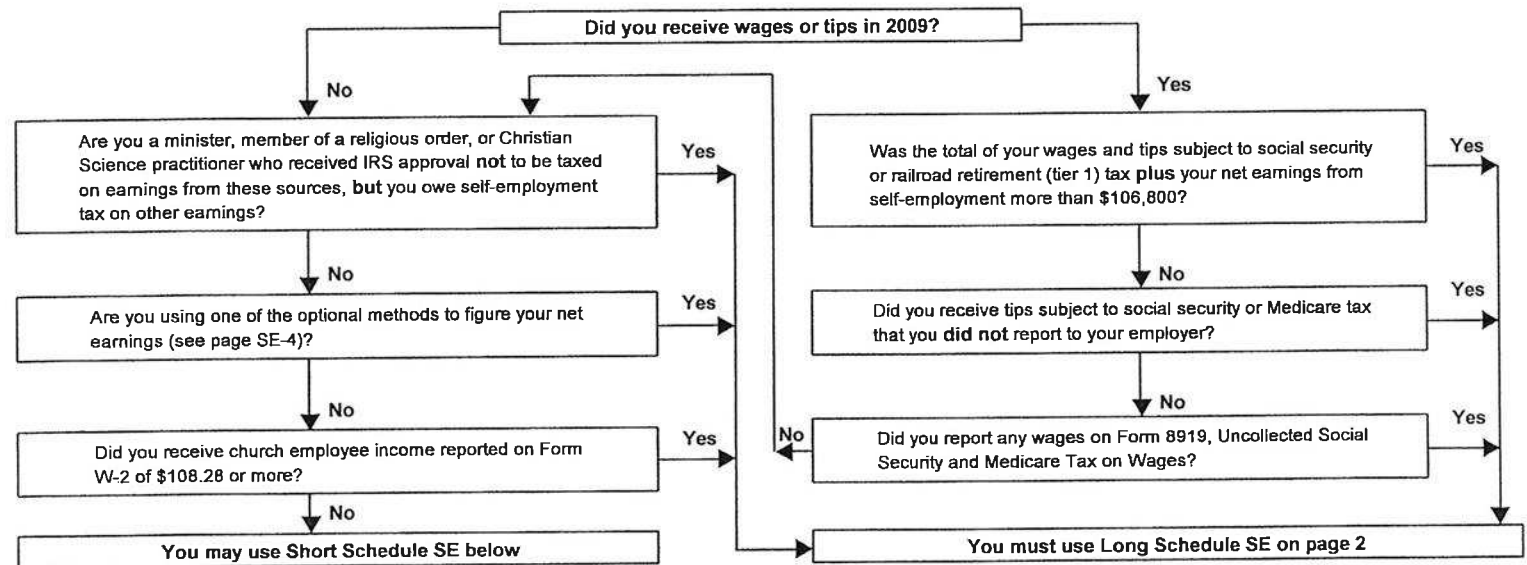 Did you receive wages or tips in 2009?
No
Yes
Are you a minister, member of a religious order, or Christian
Science practitioner who received IRS approval not to be taxed
on earnings from these sources, but you owe self-employment
tax on other earnings?
Yes
Was the total of your wages and tips subject to social security
or railroad retirement (tier 1) tax plus your net earnings from
self-employment more than $106,800?
Yes
No
No
Are you using one of the optional methods to figure your net
earnings (see page SE-4)?
Yes
Did you receive tips subject to social security or Medicare tax
that you did not report to your employer?
Yes
No
No
Did you receive church employee income reported on Form
W-2 of $108.28 or more?
Yes
No
Did you report any wages on Form 8919, Uncollected Social
Security and Medicare Tax on Wages?
Yes
No
You may use Short Schedule SE below
You must use Long Schedule SE on page 2